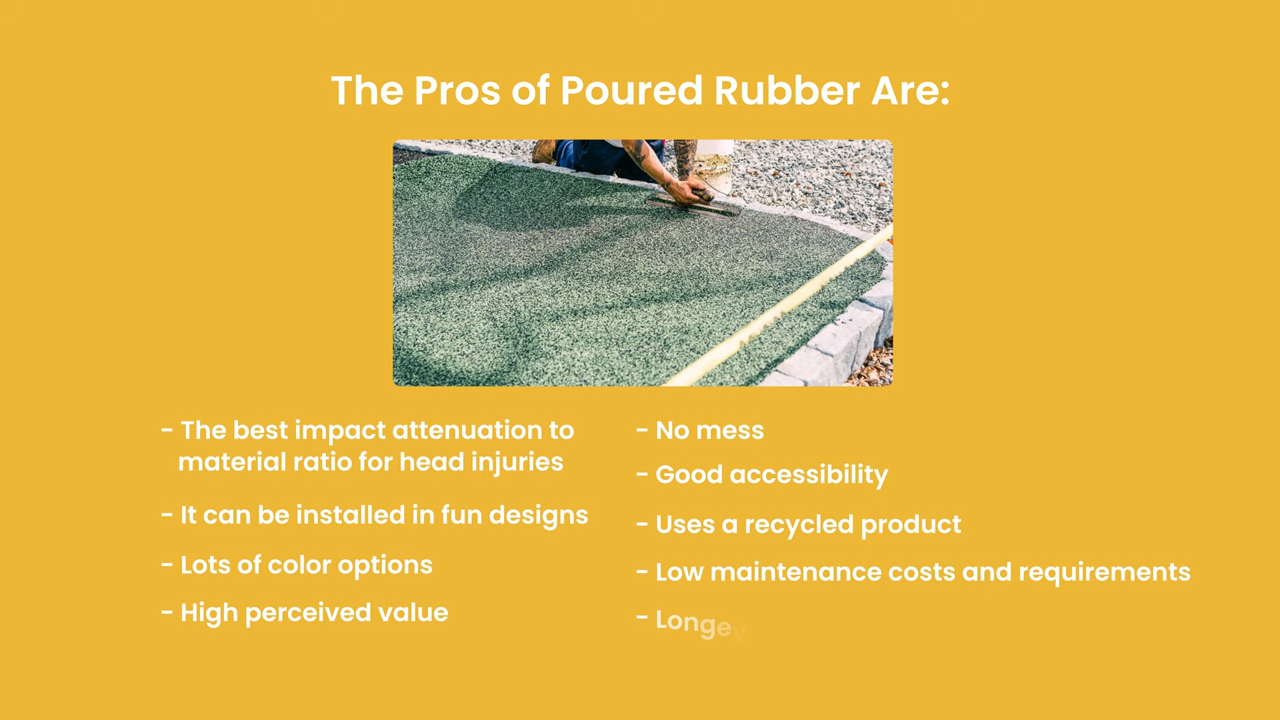 The Pros of Poured Rubber Are:
- The best impact attenuation to
material ratio for head injuries
- It can be installed in fun designs
- Lots of color options
- High perceived value
- No mess
- Good accessibility
- Uses a recycled product
- Low maintenance costs and requirements
- Longev